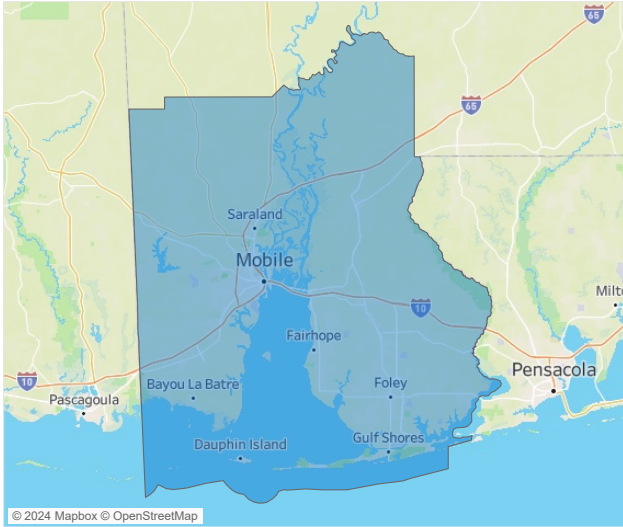 65
65
Saraland
Mobile
10
Milt
Fairhope
Pensacola
10
Pascagoula
Bayou La Batre
Foley
Dauphin Island
Gulf Shores
© 2024 Mapbox © OpenStreetMap